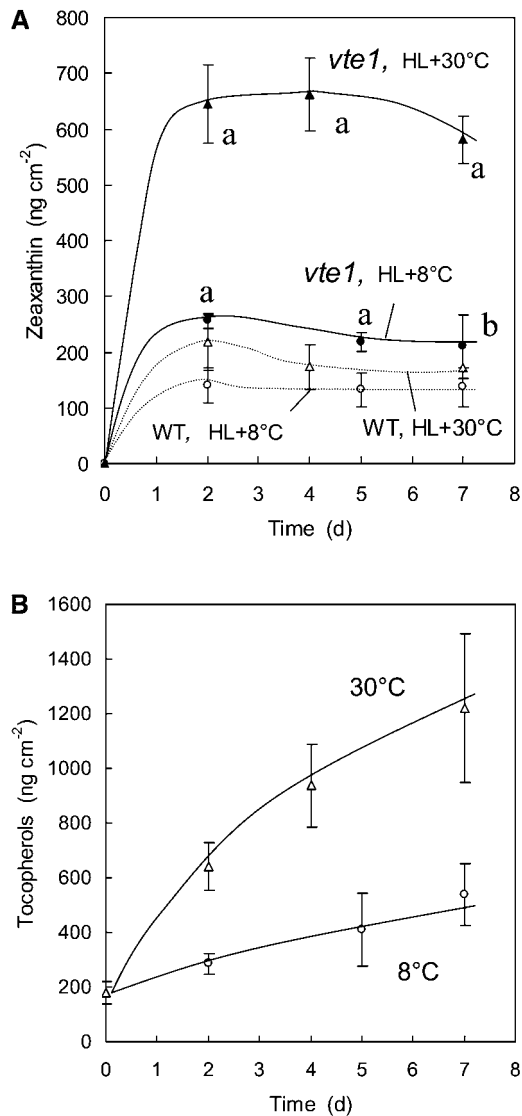 A
Zeaxanthin (ng cm-2)
800
700
600
500
400
300
200
100
0
vte1, HL+30°C
a
a
a
vte1, HL+8°C
a
a
b
WT, HL+8°C
WT, HL+30°C
0 1 2 3 4 5 6 7 8
Time (d)
B
Tocopherols (ng cm-2)
1600
1400
1200
1000
800
600
400
200
0
30°C
8°C
0 1 2 3 4 5 6 7 8
Time (d)